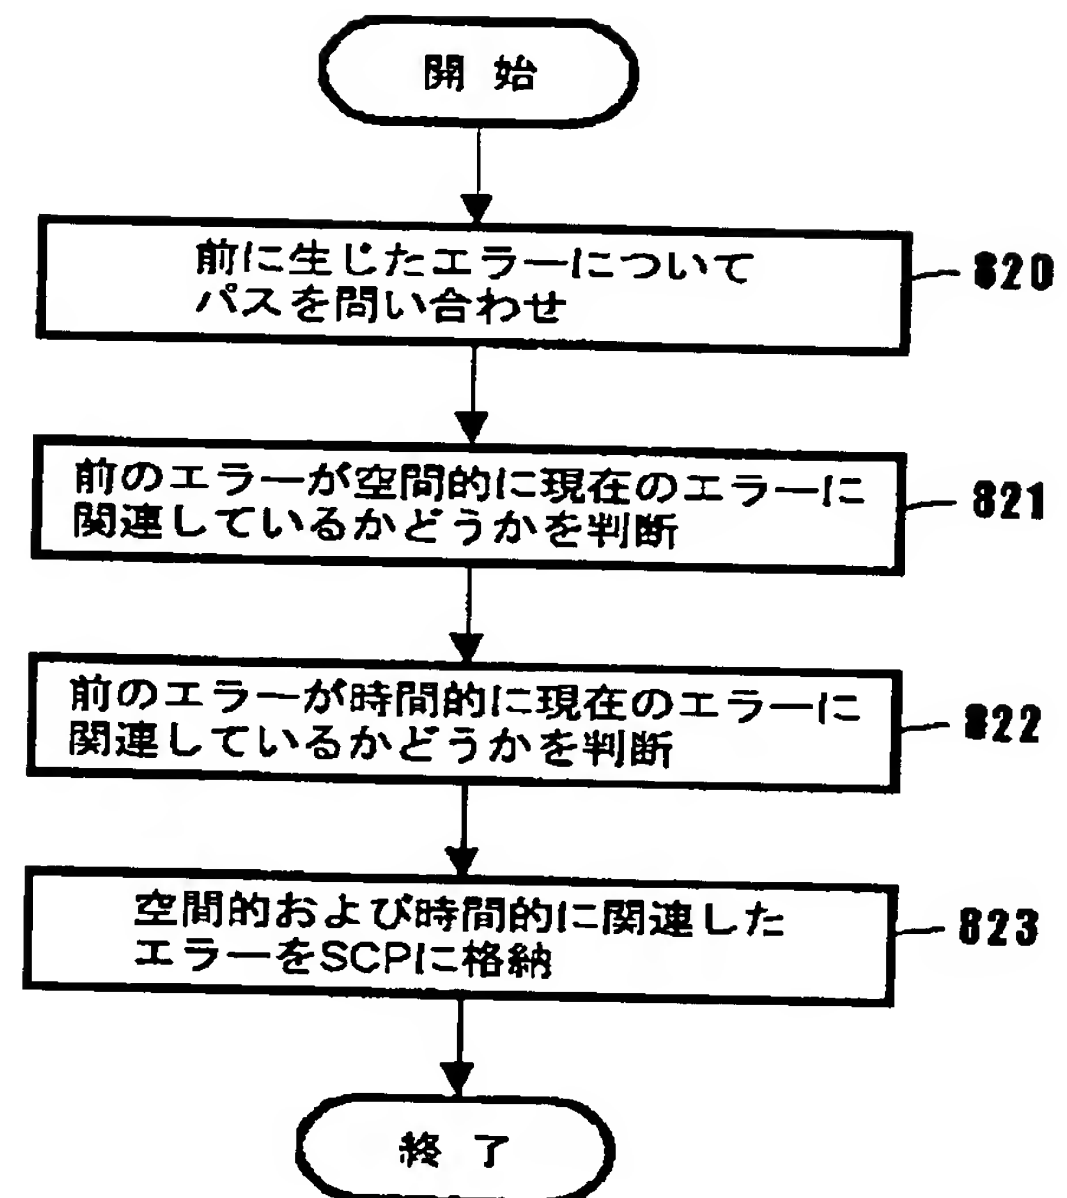 開始
前に生じたエラーについて
パスを問い合わせ
820
前のエラーが空間的に現在のエラーに
関連しているかどうかを判断
821
前のエラーが時間的に現在のエラーに
関連しているかどうかを判断
822
空間的および時間的に関連した
エラーをSCPに格納
823
終了